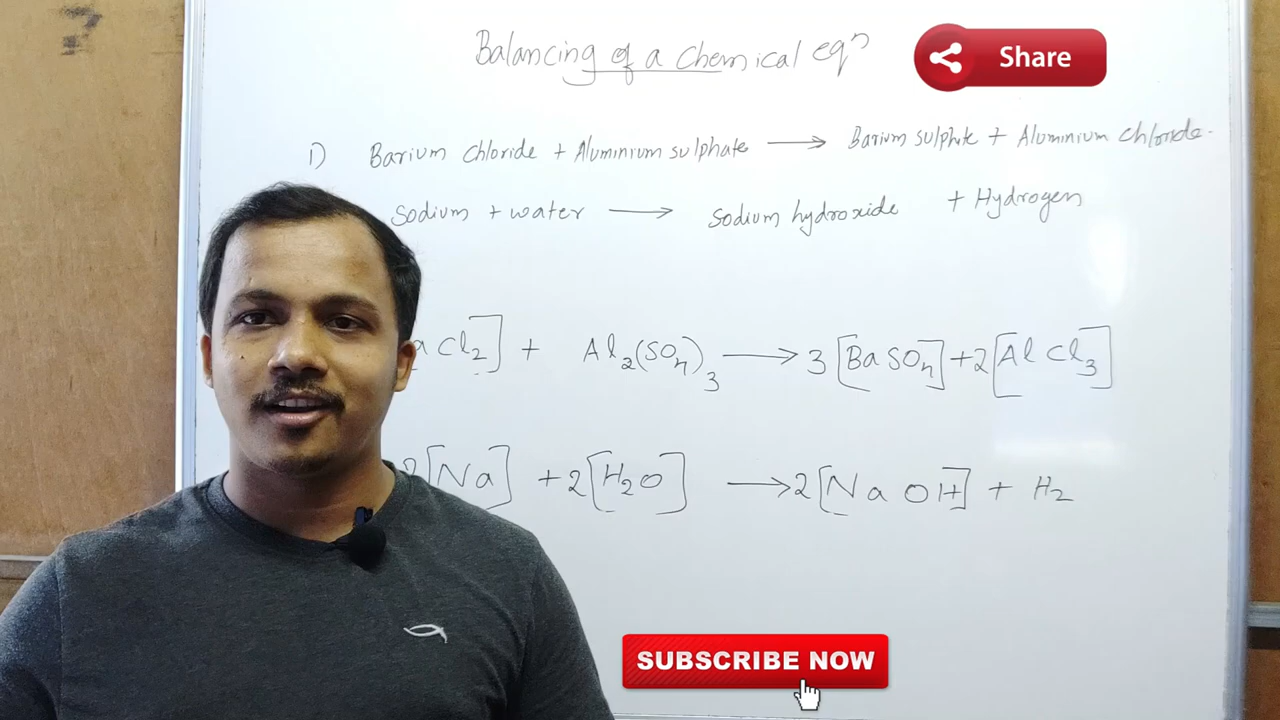 Balancing of a chemical eqn
Share
1) Barium chloride + Aluminium sulphate → Barium sulphate + Aluminium chloride.
Sodium + water → Sodium hydroxide + Hydrogen
a Cl2] + Al2(SO4)3 → 3 [BaSO4] + 2 [AlCl3]
2[Na] + 2[H2O] → 2[NaOH] + H2
SUBSCRIBE NOW